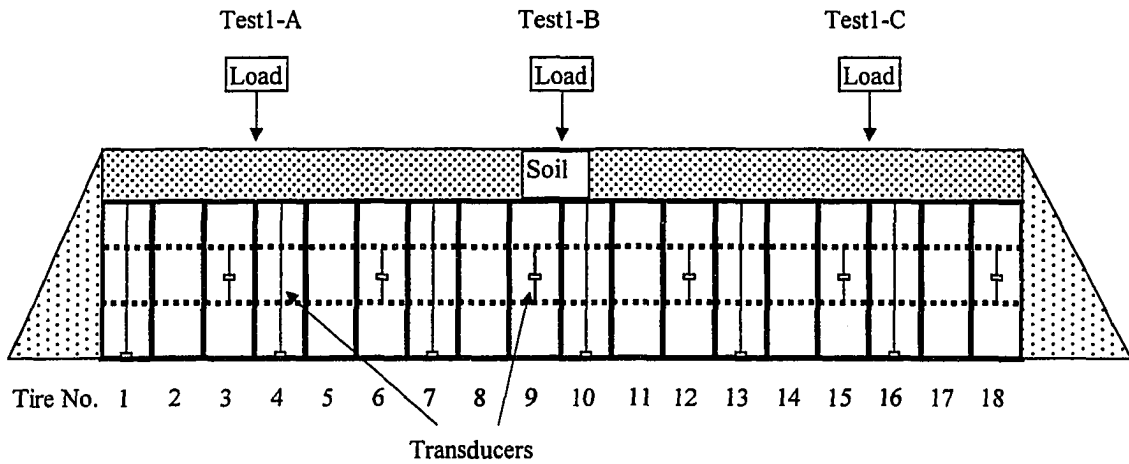 Test1-A Test1-B Test1-C
Load Load Load
Soil
Tire No. 1 2 3 4 5 6 7 8 9 10 11 12 13 14 15 16 17 18
Transducers